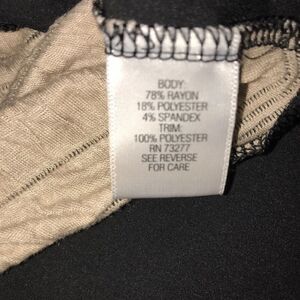 BODY:
78% RAYON
18% POLYESTER
4% SPANDEX
TRIM:
100% POLYESTER
RN 73277
SEE REVERSE
FOR CARE